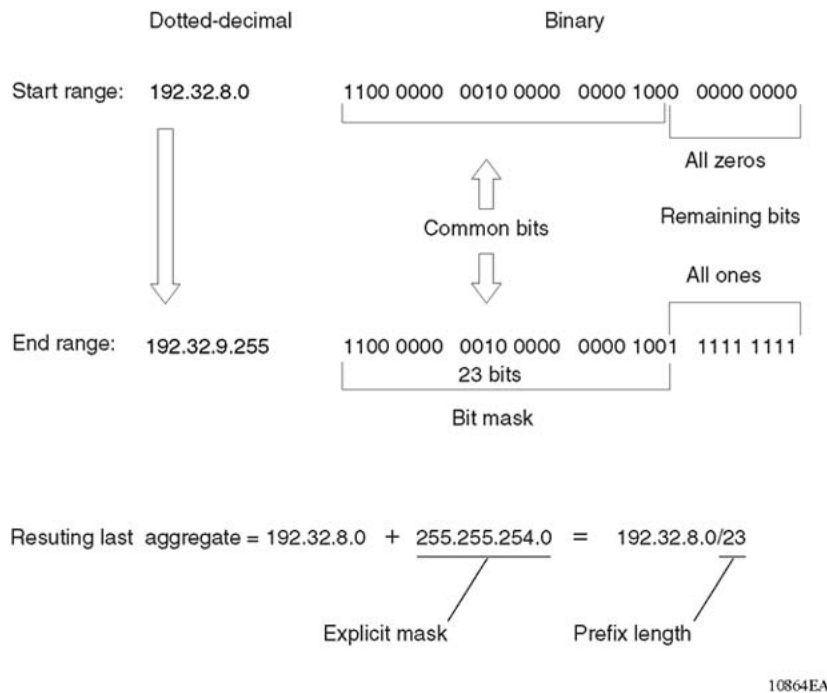 Dotted-decimal Binary
Start range: 192.32.8.0 1100 0000 0010 0000 0000 1000 0000 0000
All zeros
Common bits Remaining bits
All ones
End range: 192.32.9.255 1100 0000 0010 0000 0000 1001 1111 1111
23 bits
Bit mask
Resuting last aggregate = 192.32.8.0 + 255.255.254.0 = 192.32.8.0/23
Explicit mask Prefix length
10864EA